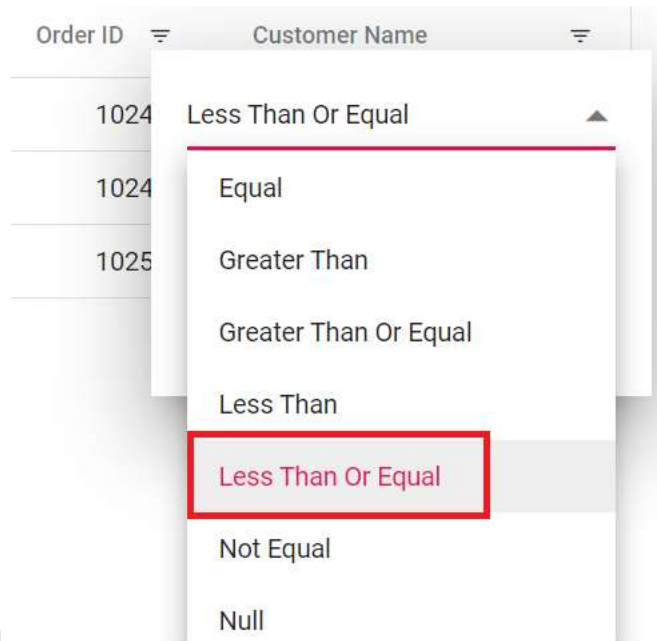 Order ID Customer Name
1024 Less Than Or Equal
1024 Equal
1025 Greater Than
Greater Than Or Equal
Less Than
Less Than Or Equal
Not Equal
Null